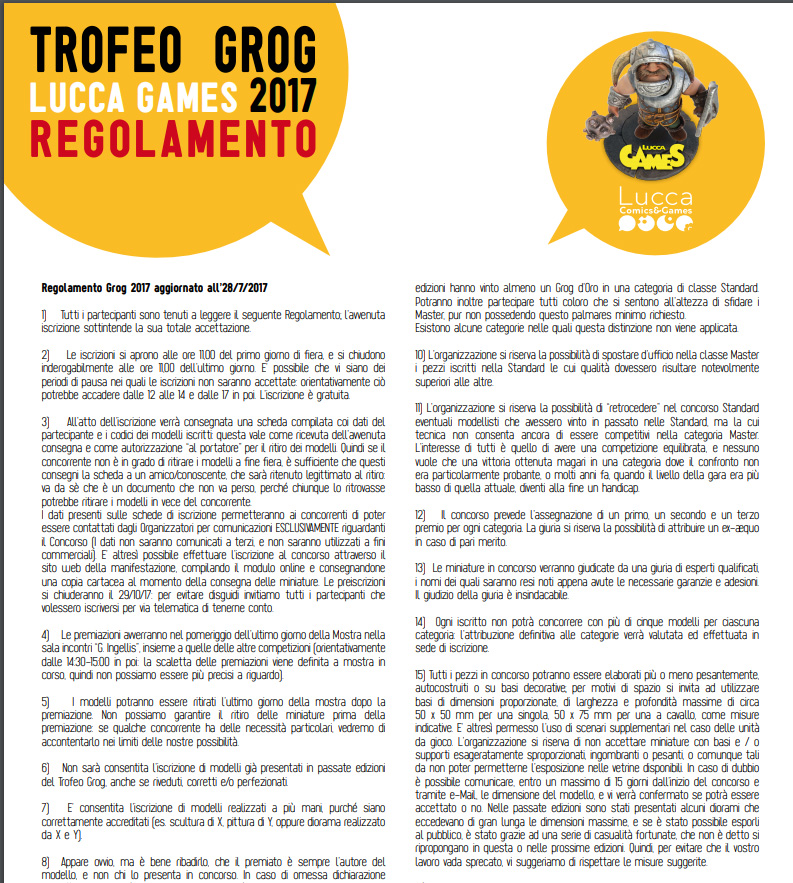 TROFEO GROG
LUCCA GAMES 2017
REGOLAMENTO
LUCCA
GAMES
Lucca
Comics&Games
Regolamento Grog 2017 aggiornato all'28/7/2017
1) Tutti i partecipanti sono tenuti a leggere il seguente Regolamento; l'avvenuta
iscrizione sottintende la sua totale accettazione.
2) Le iscrizioni si aprono alle ore 11,00 del primo giorno di fiera, e si chiudono
inderogabilmente alle ore 11,00 dell'ultimo giorno. E' possibile che vi siano dei
periodi di pausa nei quali le iscrizioni non saranno accettate: orientativamente ciò
potrebbe accadere dalle 12 alle 14 e dalle 17 in poi. L'iscrizione è gratuita.
3) All'atto dell'iscrizione verrà consegnata una scheda compilata coi dati del
partecipante e i codici dei modelli iscritti: questa vale come ricevuta dell'avvenuta
consegna e come autorizzazione "al portatore" per il ritiro dei modelli. Quindi se il
concorrente non è in grado di ritirare i modelli a fine fiera, è sufficiente che questi
consegni la scheda a un amico/conoscente, che sarà ritenuto legittimato al ritiro:
va da sè che è un documento che non va perso, perché chiunque lo ritrovasse
potrebbe ritirare i modelli in vece del concorrente.
I dati presenti sulle schede di iscrizione permetteranno ai concorrenti di poter
essere contattati dagli Organizzatori per comunicazioni ESCLUSIVAMENTE riguardanti
il Concorso (I dati non saranno comunicati a terzi, e non saranno utilizzati a fini
commerciali). E' altresì possibile effettuare l'iscrizione al concorso attraverso il
sito web della manifestazione, compilando il modulo online e consegnandone
una copia cartacea al momento della consegna delle miniature. Le preiscrizioni
si chiuderanno il 29/10/17: per evitare disguidi invitiamo tutti i partecipanti che
volessero iscriversi per via telematica di tenerne conto.
4) Le premiazioni avverranno nel pomeriggio dell'ultimo giorno della Mostra nella
sala incontri "G. Ingellis", insieme a quelle delle altre competizioni (orientativamente
dalle 14:30-15:00 in poi: la scaletta delle premiazioni viene definita a mostra in
corso, quindi non possiamo essere più precisi a riguardo).
5) I modelli potranno essere ritirati l'ultimo giorno della mostra dopo la
premiazione. Non possiamo garantire il ritiro delle miniature prima della
premiazione: se qualche concorrente ha delle necessità particolari, vedremo di
accontentarlo nei limiti delle nostre possibilità.
6) Non sarà consentita l'iscrizione di modelli già presentati in passate edizioni
del Trofeo Grog, anche se riveduti, corretti e/o perfezionati.
7) E' consentita l'iscrizione di modelli realizzati a più mani, purché siano
correttamente accreditati (es. scultura di X, pittura di Y, oppure diorama realizzato
da X e Y).
8) Appare ovvio, ma è bene ribadirlo, che il premiato è sempre l'autore del
modello, e non chi lo presenta in concorso. In caso di omessa dichiarazione
edizioni hanno vinto almeno un Grog d'Oro in una categoria di classe Standard.
Potranno inoltre partecipare tutti coloro che si sentono all'altezza di sfidare i
Master, pur non possedendo questo palmares minimo richiesto.
Esistono alcune categorie nelle quali questa distinzione non viene applicata.
10) L'organizzazione si riserva la possibilità di spostare d'ufficio nella classe Master
i pezzi iscritti nella Standard le cui qualità dovessero risultare notevolmente
superiori alle altre.
11) L'organizzazione si riserva la possibilità di "retrocedere" nel concorso Standard
eventuali modellisti che avessero vinto in passato nelle Standard, ma la cui
tecnica non consenta ancora di essere competitivi nella categoria Master.
L'interesse di tutti è quello di avere una competizione equilibrata, e nessuno
vuole che una vittoria ottenuta magari in una categoria dove il confronto non
era particolarmente probante, o molti anni fa, quando il livello della gara era più
basso di quella attuale, diventi alla fine un handicap.
12) Il concorso prevede l'assegnazione di un primo, un secondo e un terzo
premio per ogni categoria. La giuria si riserva la possibilità di attribuire un ex-æquo
in caso di pari merito.
13) Le miniature in concorso verranno giudicate da una giuria di esperti qualificati,
i nomi dei quali saranno resi noti appena avute le necessarie garanzie e adesioni.
Il giudizio della giuria è insindacabile.
14) Ogni iscritto non potrà concorrere con più di cinque modelli per ciascuna
categoria: l'attribuzione definitiva alle categorie verrà valutata ed effettuata in
sede di iscrizione.
15) Tutti i pezzi in concorso potranno essere elaborati più o meno pesantemente,
autocostruiti o su basi decorative; per motivi di spazio si invita ad utilizzare
basi di dimensioni proporzionate, di larghezza e profondità massime di circa
50 x 50 mm per una singola, 50 x 75 mm per una a cavallo, come misure
indicative. E' altresì permesso l'uso di scenari supplementari nel caso delle unità
da gioco. L'organizzazione si riserva di non accettare miniature con basi e / o
supporti esageratamente sproporzionati, ingombranti o pesanti, o comunque tali
da non poter permetterne l'esposizione nelle vetrine disponibili. In caso di dubbio
è possibile comunicare, entro un massimo di 15 giorni dall'inizio del concorso e
tramite e-Mail, le dimensione del modello, e vi verrà confermato se potrà essere
accettato o no. Nelle passate edizioni sono stati presentati alcuni diorami che
eccedevano di gran lunga le dimensioni massime, e se è stato possibile esporli
al pubblico, è stato grazie ad una serie di casualità fortunate, che non è detto si
ripropongano in questa o nelle prossime edizioni. Quindi, per evitare che il vostro
lavoro vada sprecato, vi suggeriamo di rispettare le misure suggerite.